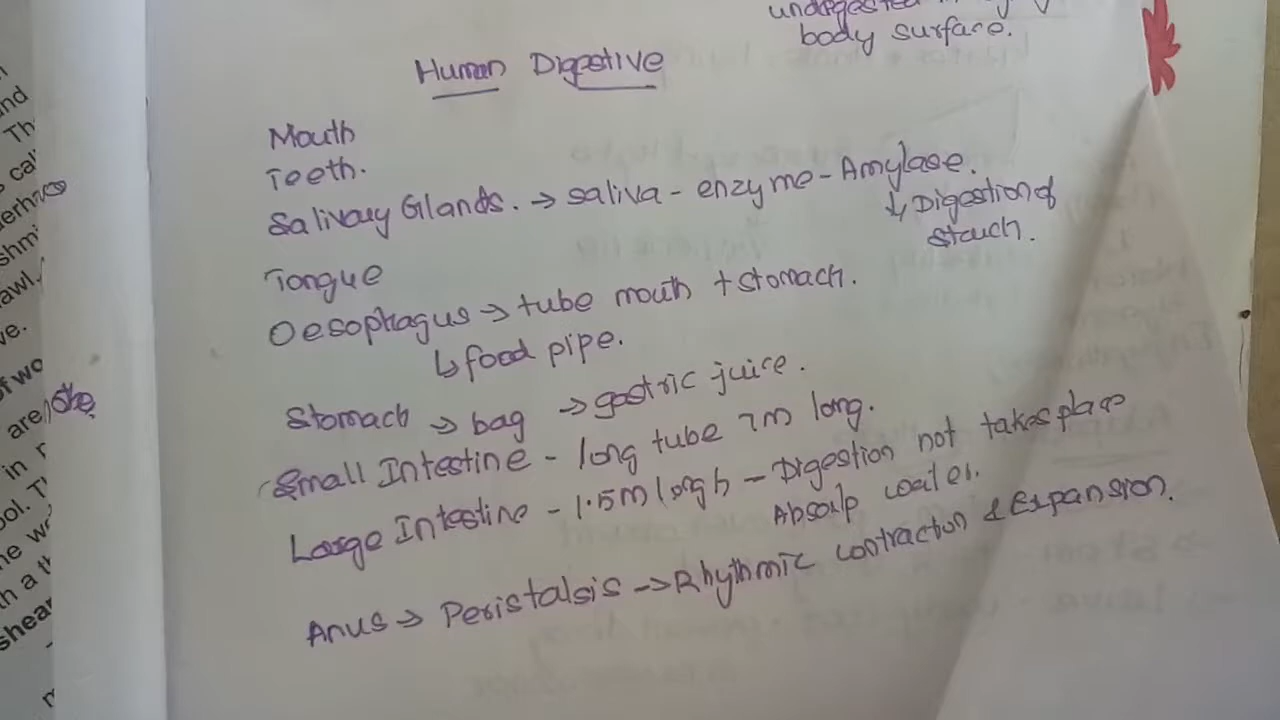 body surface.
Human Digestive
Mouth
Teeth.
Salivary Glands. → saliva - enzyme - Amylase.
↓ Digestion of
starch.
Tongue
Oesophagus → tube mouth + stomach.
↳ food pipe.
Stomach → bag → gastric juice.
Small Intestine - long tube 7m long.
Large Intestine - 1.5m longh - Digestion not takes place
Absorp water.
Anus → Peristalsis → Rhythmic contraction & Expansion.